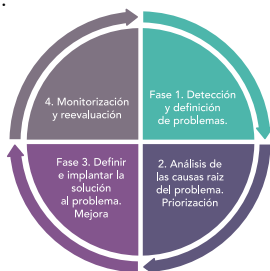 Fase 1. Detección
y definición
de problemas.
2. Análisis de
las causas raíz
del problema.
Priorización
Fase 3. Definir
e implantar la
solución
al problema.
Mejora
4. Monitorización
y reevaluación